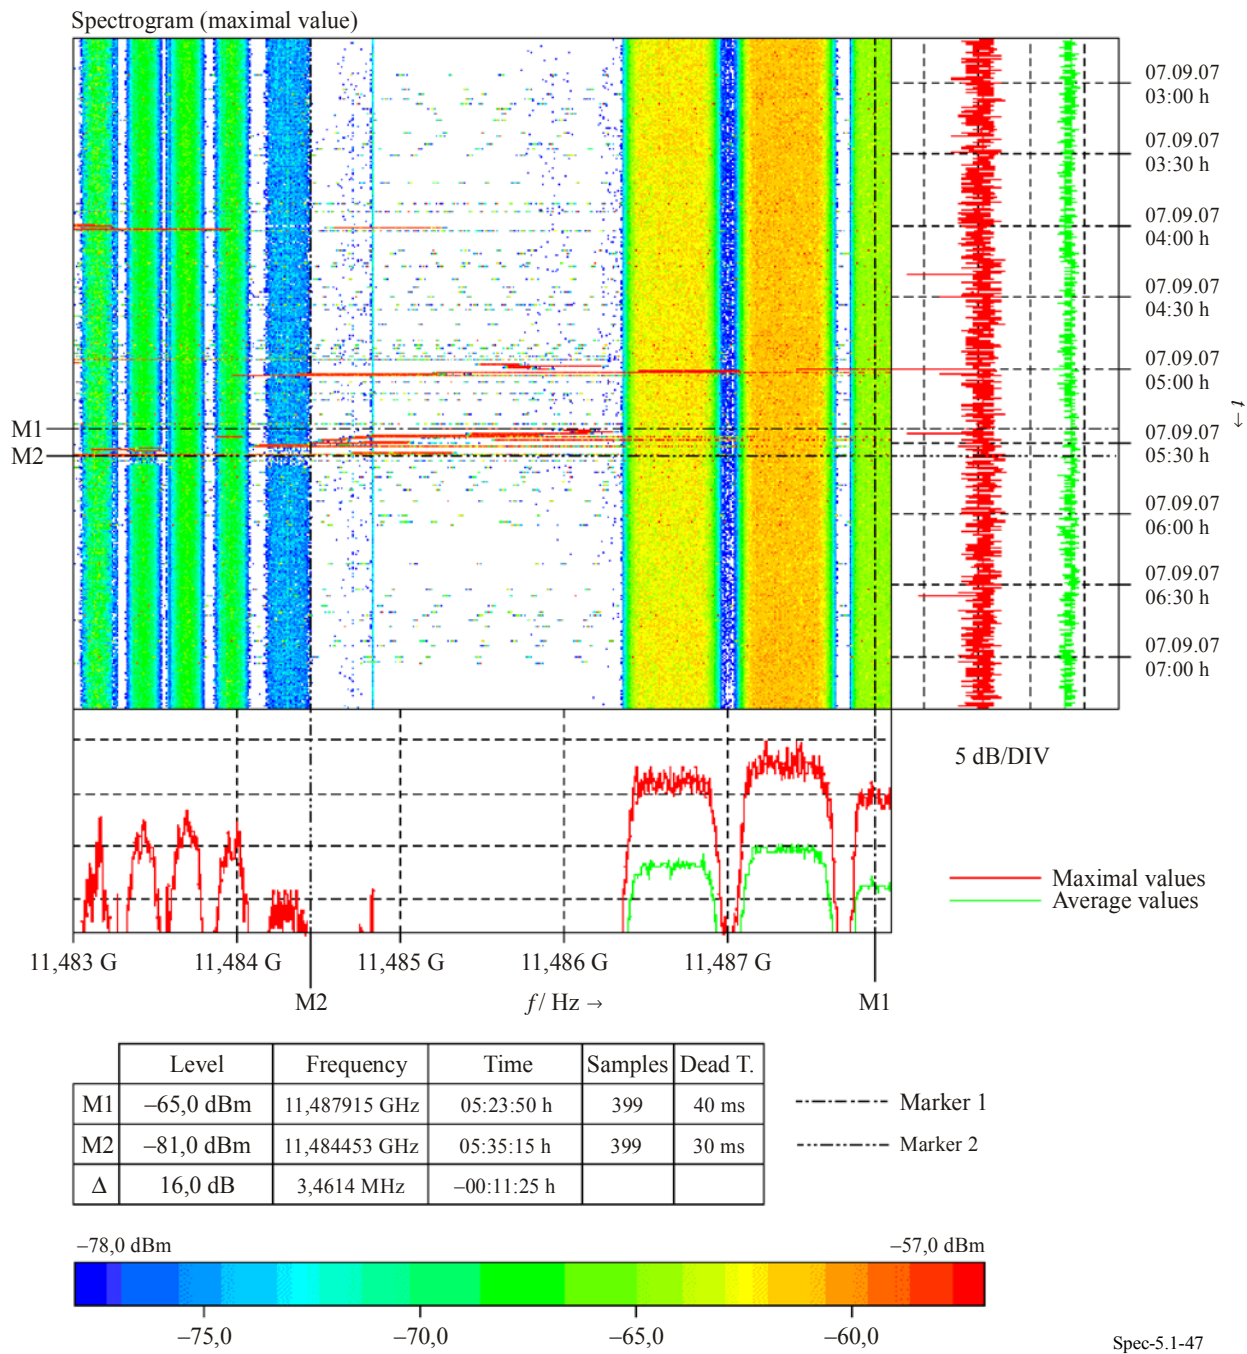 Spectrogram (maximal value)
07.09.07
03:00 h
07.09.07
03:30 h
07.09.07
04:00 h
07.09.07
04:30 h
07.09.07
05:00 h
t →
M1
07.09.07
05:30 h
M2
07.09.07
06:00 h
07.09.07
06:30 h
07.09.07
07:00 h
5 dB/DIV
Maximal values
Average values
11,483 G 11,484 G 11,485 G 11,486 G 11,487 G
M2 f/ Hz → M1
Level Frequency Time Samples Dead T.
M1 –65,0 dBm 11,487915 GHz 05:23:50 h 399 40 ms
M2 –81,0 dBm 11,484453 GHz 05:35:15 h 399 30 ms
Δ 16,0 dB 3,4614 MHz –00:11:25 h
Marker 1
Marker 2
–78,0 dBm –57,0 dBm
–75,0 –70,0 –65,0 –60,0
Spec-5.1-47